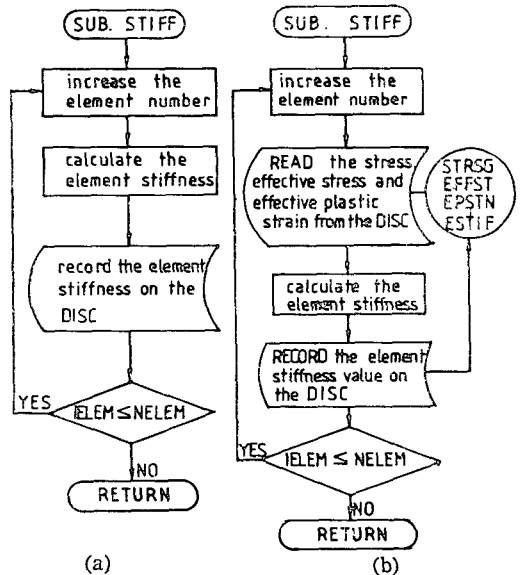 SUB. STIFF
increase the
element number
calculate the
element stiffness
record the element
stiffness on the
DISC
YES
IELEM ≤ NELEM
NO
RETURN
(a)
SUB. STIFF
increase the
element number
READ the stress,
effective stress and
effective plastic
strain from the DISC
STRSG
EFFST
EPSTN
ESTIF
calculate the
element stiffness
RECORD the element
stiffness value on
the DISC
YES
IELEM ≤ NELEM
NO
RETURN
(b)